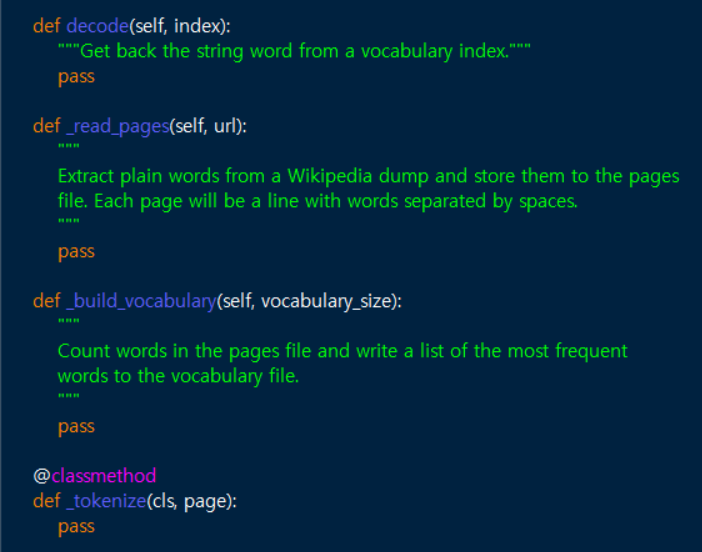 def decode(self, index):
"""Get back the string word from a vocabulary index."""
pass
def _read_pages(self, url):
"""
Extract plain words from a Wikipedia dump and store them to the pages
file. Each page will be a line with words separated by spaces.
"""
pass
def _build_vocabulary(self, vocabulary_size):
"""
Count words in the pages file and write a list of the most frequent
words to the vocabulary file.
"""
pass
@classmethod
def _tokenize(cls, page):
pass